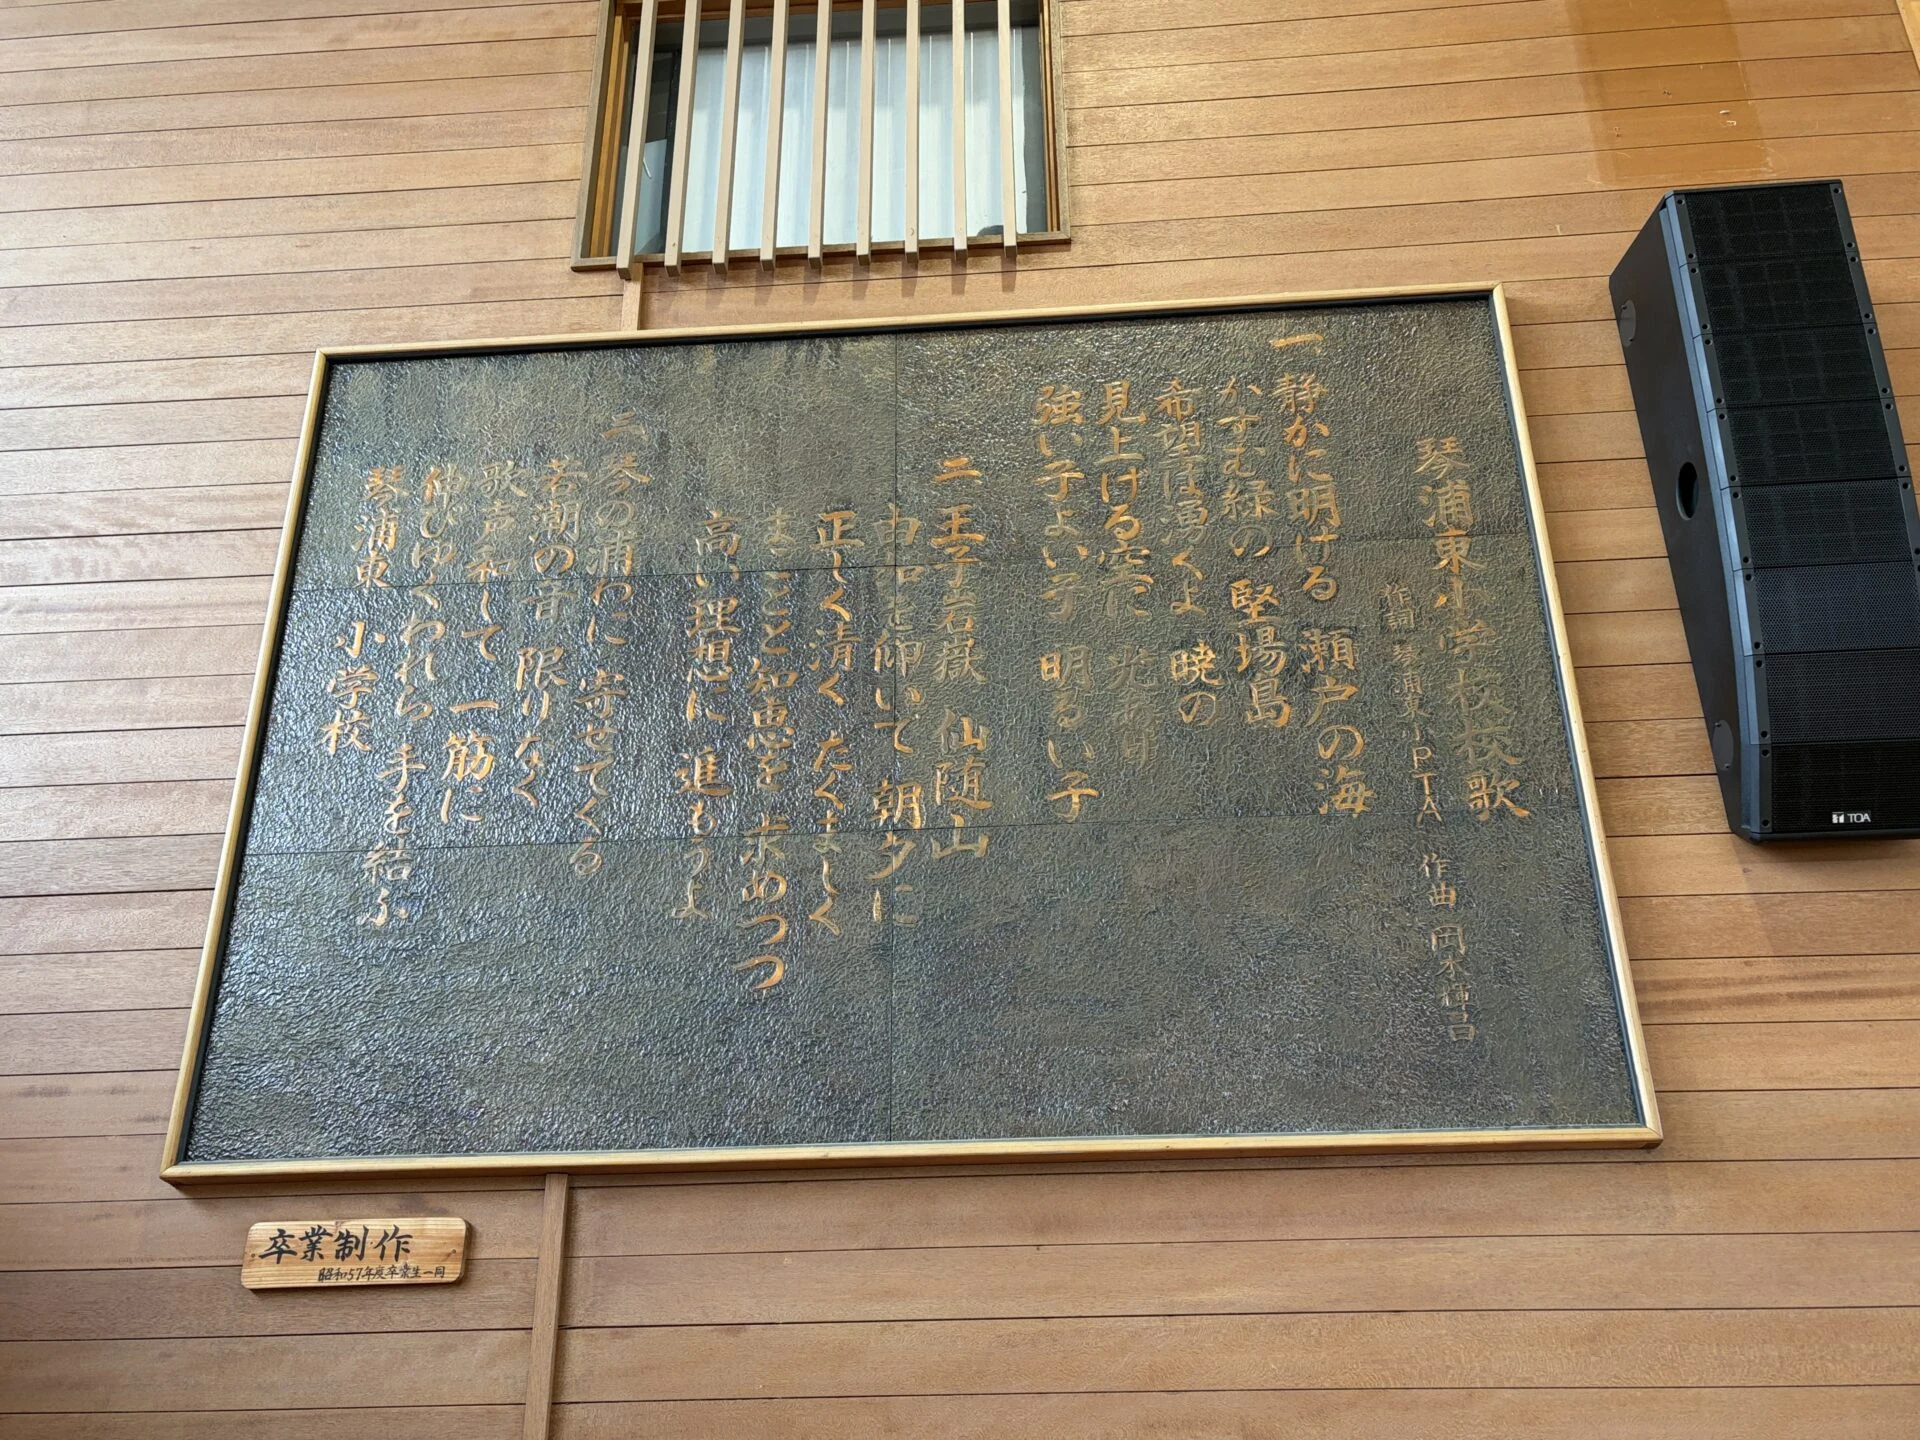 琴浦東小学校校歌
作詞 琴浦東小PTA 作曲 岡本輝昌
一 静かに明ける 瀬戸の海
かすむ緑の 堅場島
希望は湧くよ 暁の
見上ける空に 光あり
強い子よい子 明るい子
二 王子岩嶽 仙随山
由加を仰いで 朝夕に
正しく清く たくましく
まことと知恵を 求めつつ
高い理想に 進もうよ
三 琴の浦わに 寄せてくる
若潮の音 限りなく
歌声和して 一筋に
伸びゆくわれら 手を結ふ
琴浦東 小学校
卒業制作
昭和57年度卒業生一同
TOA